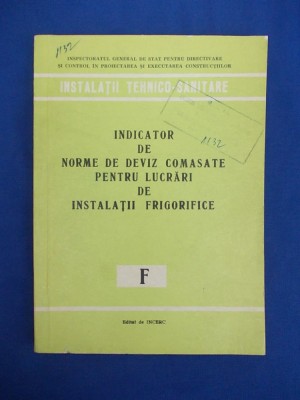 1132
INSPECTORATUL GENERAL DE STAT PENTRU DIRECTIVARE
ȘI CONTROL ÎN PROIECTAREA ȘI EXECUTAREA CONSTRUCȚIILOR
INSTALAȚII TEHNICO-SANITARE
1132
INDICATOR
DE
NORME DE DEVIZ COMASATE
PENTRU LUCRĂRI
DE
INSTALAȚII FRIGORIFICE
F
Editat de INCERC